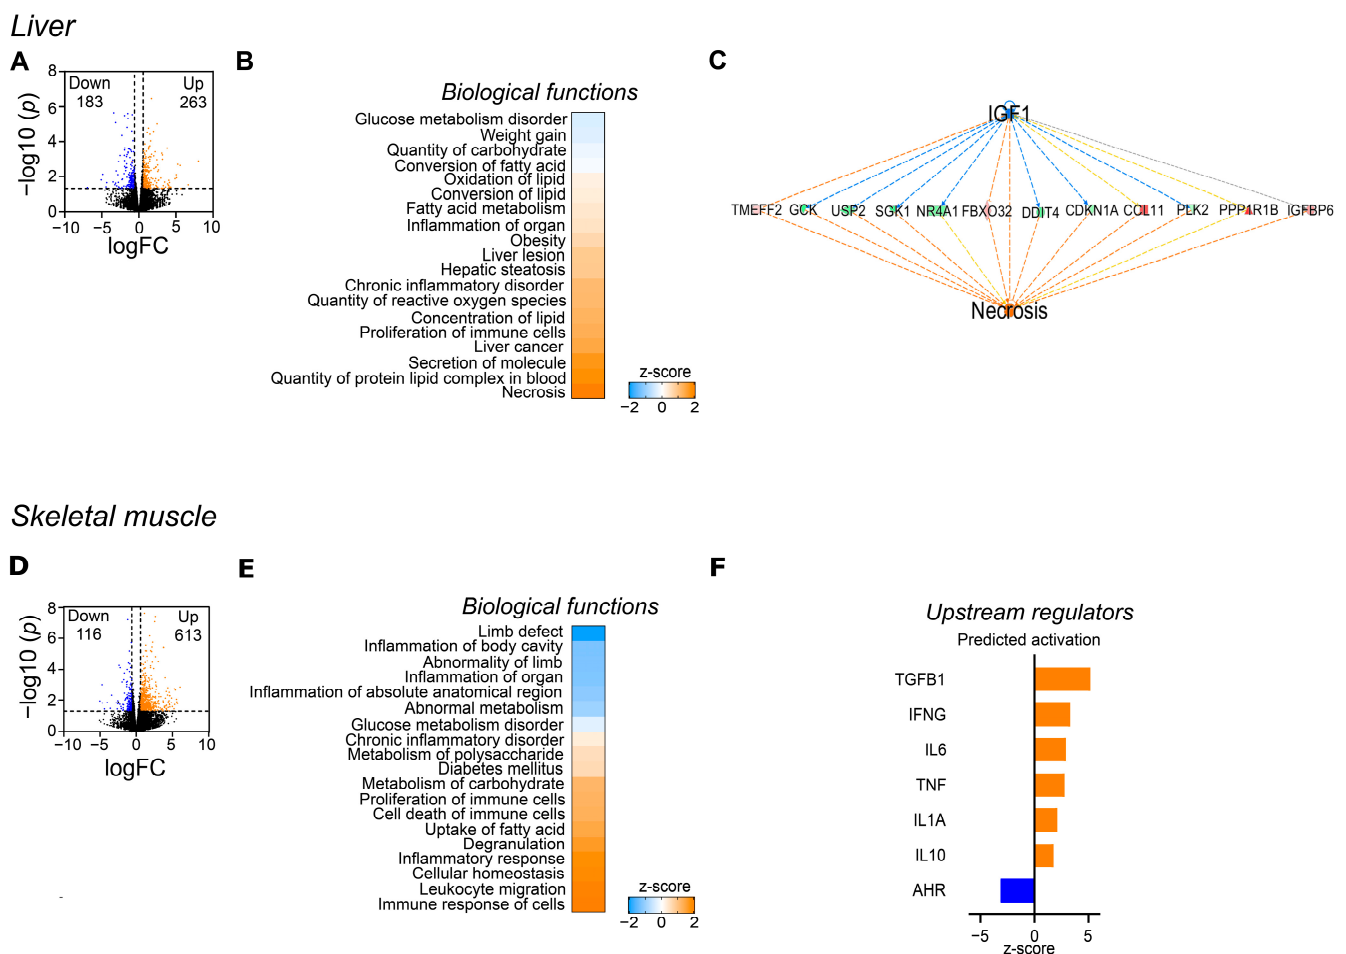 Liver
A
8
6
4
2
0
−log10 (p)
Down
183
Up
263
−10 −5 0 5 10
logFC
B
Biological functions
Glucose metabolism disorder
Weight gain
Quantity of carbohydrate
Conversion of fatty acid
Oxidation of lipid
Conversion of lipid
Fatty acid metabolism
Inflammation of organ
Obesity
Liver lesion
Hepatic steatosis
Chronic inflammatory disorder
Quantity of reactive oxygen species
Concentration of lipid
Proliferation of immune cells
Liver cancer
Secretion of molecule
Quantity of protein lipid complex in blood
Necrosis
z-score
−2 0 2
C
IGF1
TMEFF2 GCK USP2 SGK1 NR4A1 FBXO32 DDIT4 CDKN1A CCL11 PLK2 PPP1R1B IGFBP6
Necrosis
Skeletal muscle
D
8
6
4
2
0
−log10 (p)
Down
116
Up
613
−10 −5 0 5 10
logFC
E
Biological functions
Limb defect
Inflammation of body cavity
Abnormality of limb
Inflammation of organ
Inflammation of absolute anatomical region
Abnormal metabolism
Glucose metabolism disorder
Chronic inflammatory disorder
Metabolism of polysaccharide
Diabetes mellitus
Metabolism of carbohydrate
Proliferation of immune cells
Cell death of immune cells
Uptake of fatty acid
Degranulation
Inflammatory response
Cellular homeostasis
Leukocyte migration
Immune response of cells
z-score
−2 0 2
F
Upstream regulators
Predicted activation
TGFB1
IFNG
IL6
TNF
IL1A
IL10
AHR
−5 0 5
z-score